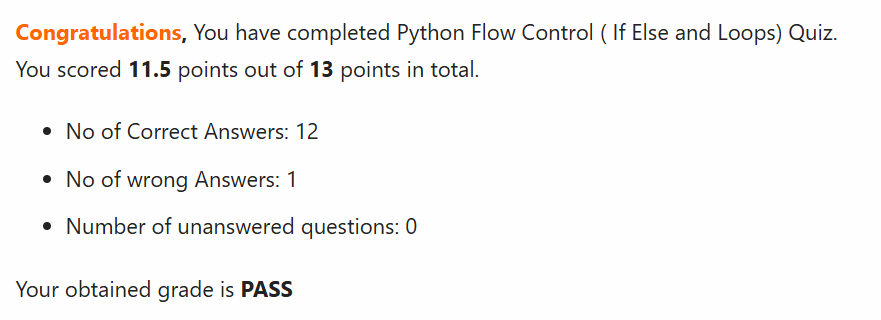 Congratulations, You have completed Python Flow Control ( If Else and Loops) Quiz.
You scored 11.5 points out of 13 points in total.
• No of Correct Answers: 12
• No of wrong Answers: 1
• Number of unanswered questions: 0
Your obtained grade is PASS